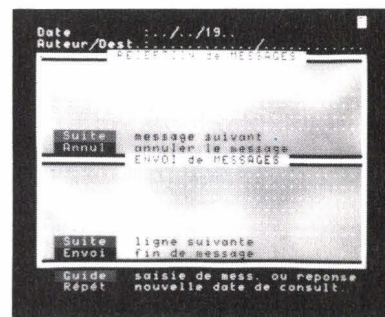 Date :../../19..
Auteur/Dest :............/............
RECEPTION de MESSAGES
Suite message suivant
Annul annuler le message
ENVOI de MESSAGES
Suite ligne suivante
Envoi fin de message
Guide saisie de mess. ou reponse
Répét nouvelle date de consult.